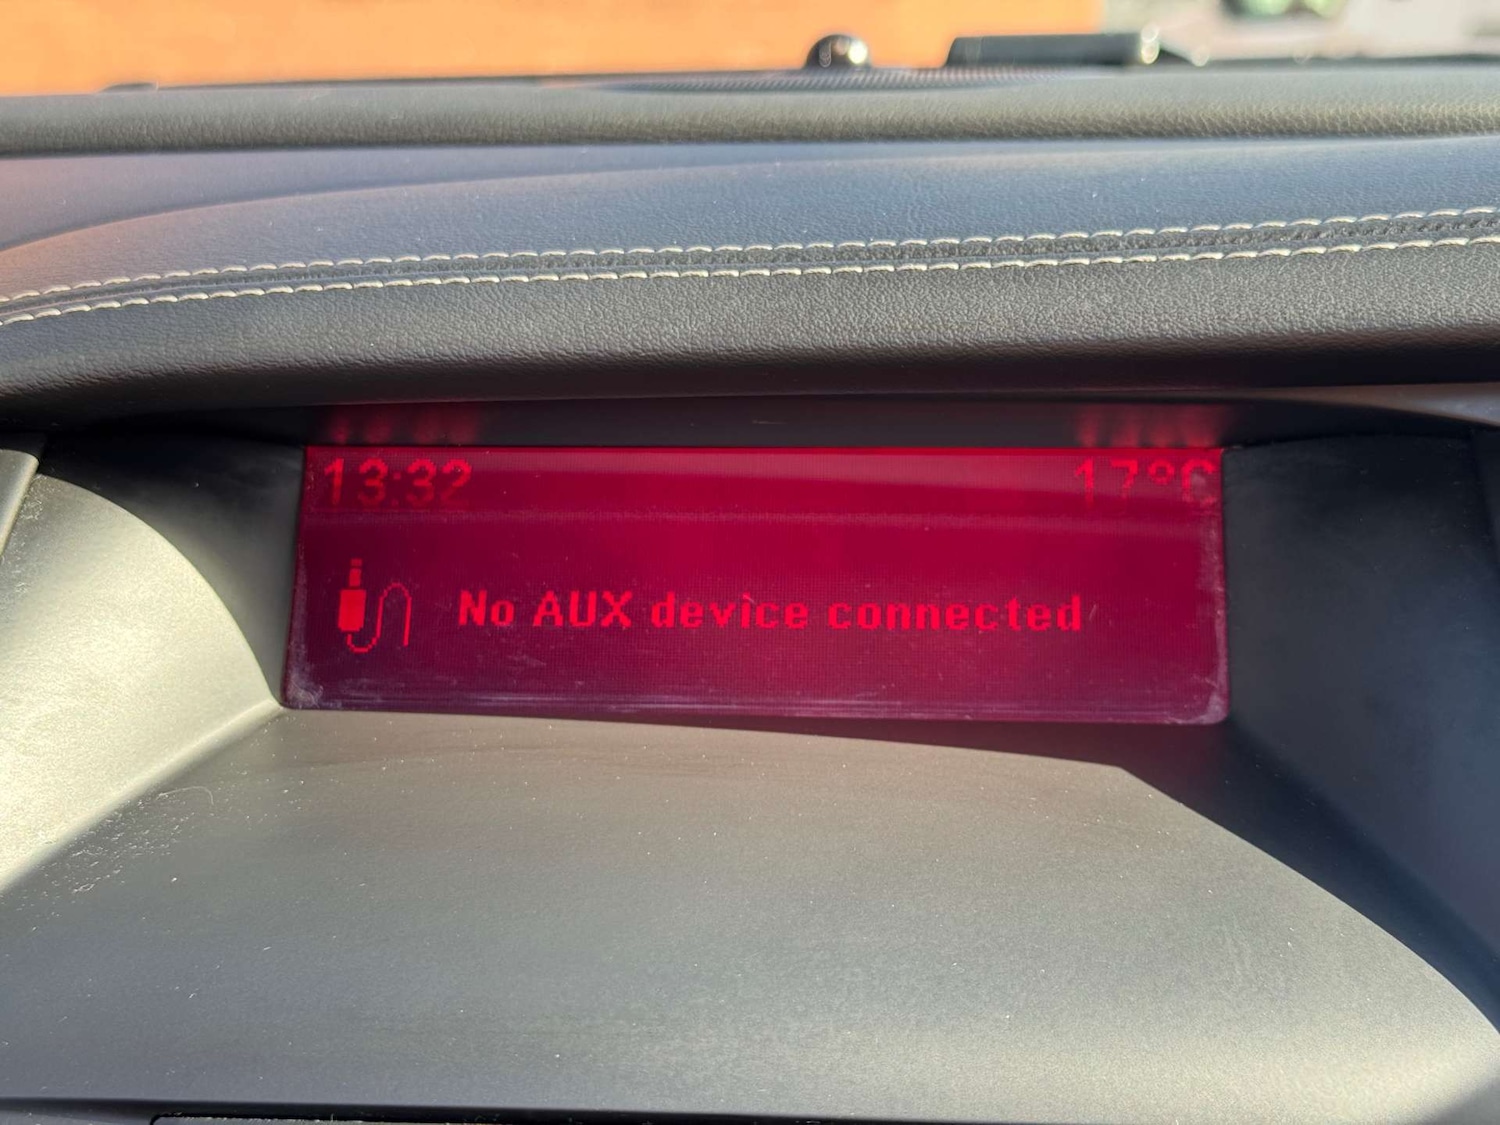 13:32 17°C
No AUX device connected